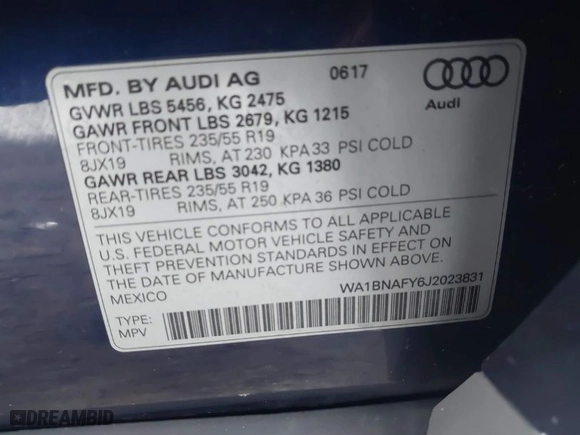 MFD. BY AUDI AG 0617
GVWR LBS 5456, KG 2475
GAWR FRONT LBS 2679, KG 1215
FRONT-TIRES 235/55 R19
8JX19 RIMS, AT 230 KPA 33 PSI COLD
GAWR REAR LBS 3042, KG 1380
REAR-TIRES 235/55 R19
8JX19 RIMS, AT 250 KPA 36 PSI COLD
Audi
THIS VEHICLE CONFORMS TO ALL APPLICABLE
U.S. FEDERAL MOTOR VEHICLE SAFETY AND
THEFT PREVENTION STANDARDS IN EFFECT ON
THE DATE OF MANUFACTURE SHOWN ABOVE.
MEXICO WA1BNAFY6J2023831
TYPE:
MPV
DREAMBID